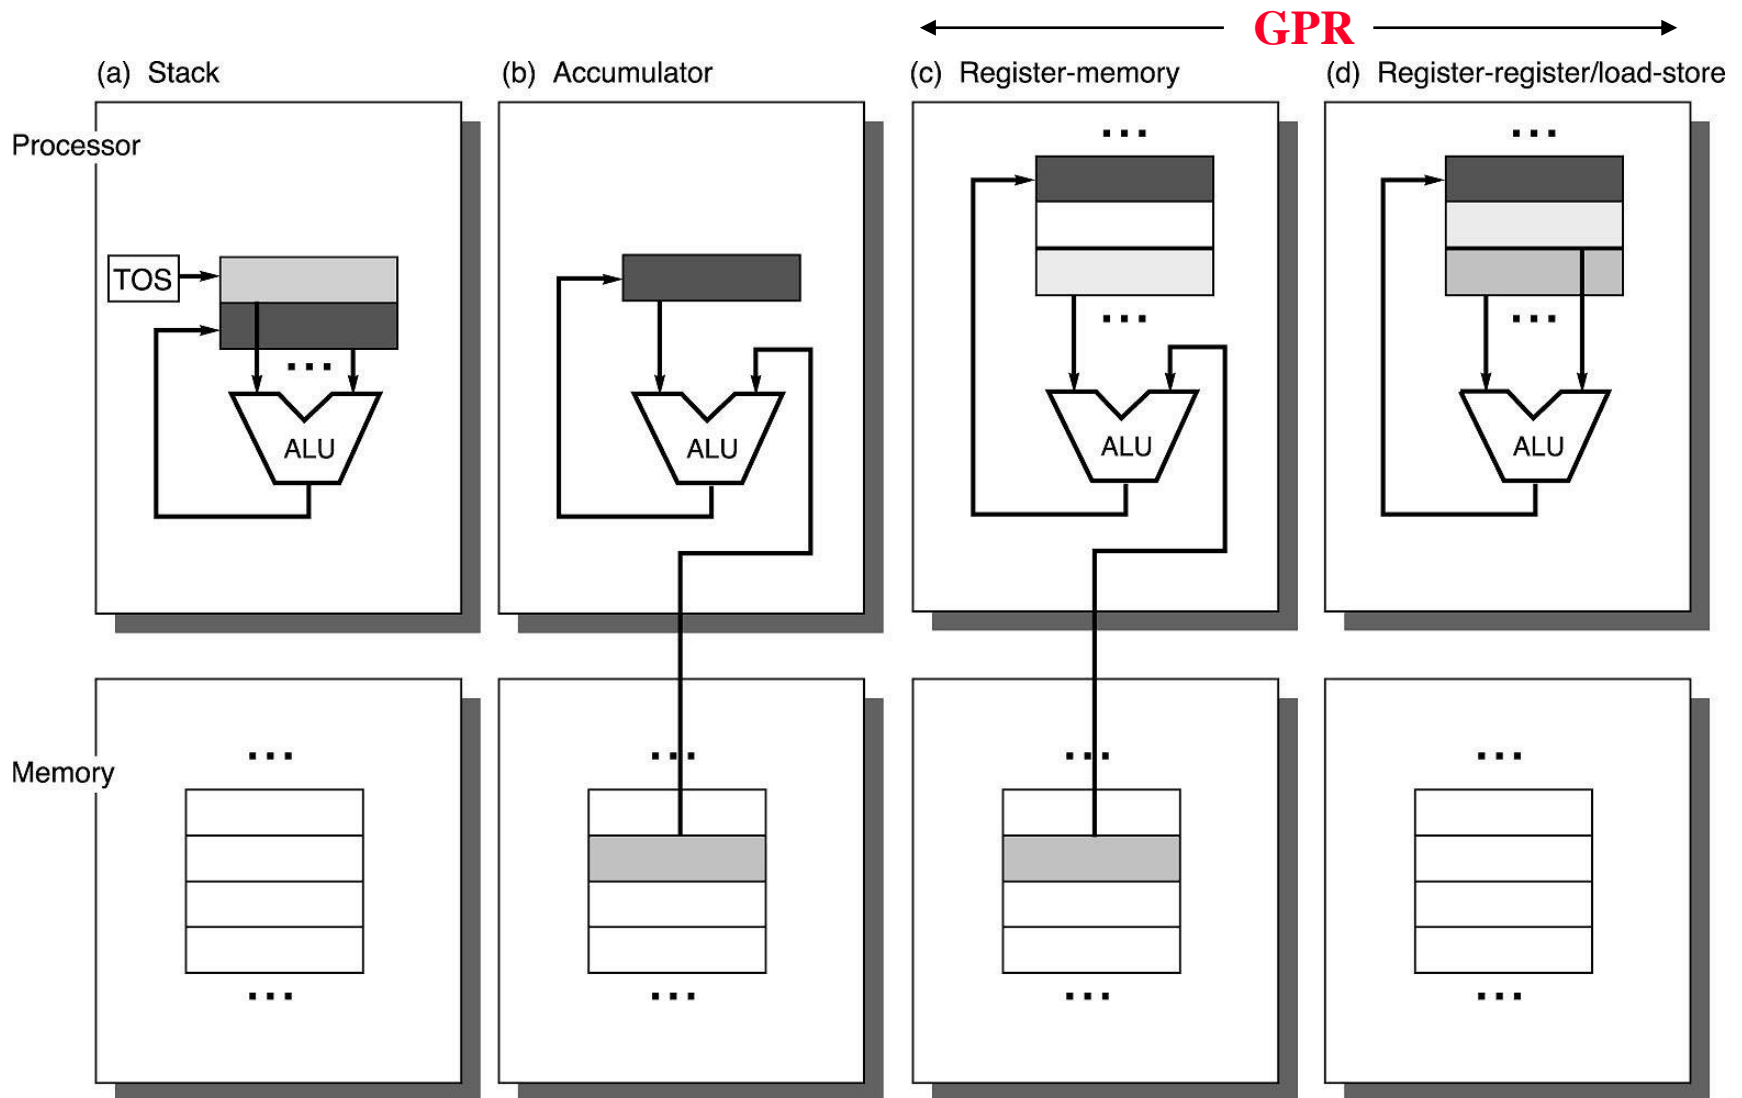 GPR
(a) Stack
(b) Accumulator
(c) Register-memory
(d) Register-register/load-store
Processor
TOS
...
ALU
ALU
...
...
ALU
...
...
ALU
Memory
...
...
...
...
...
...
...
...